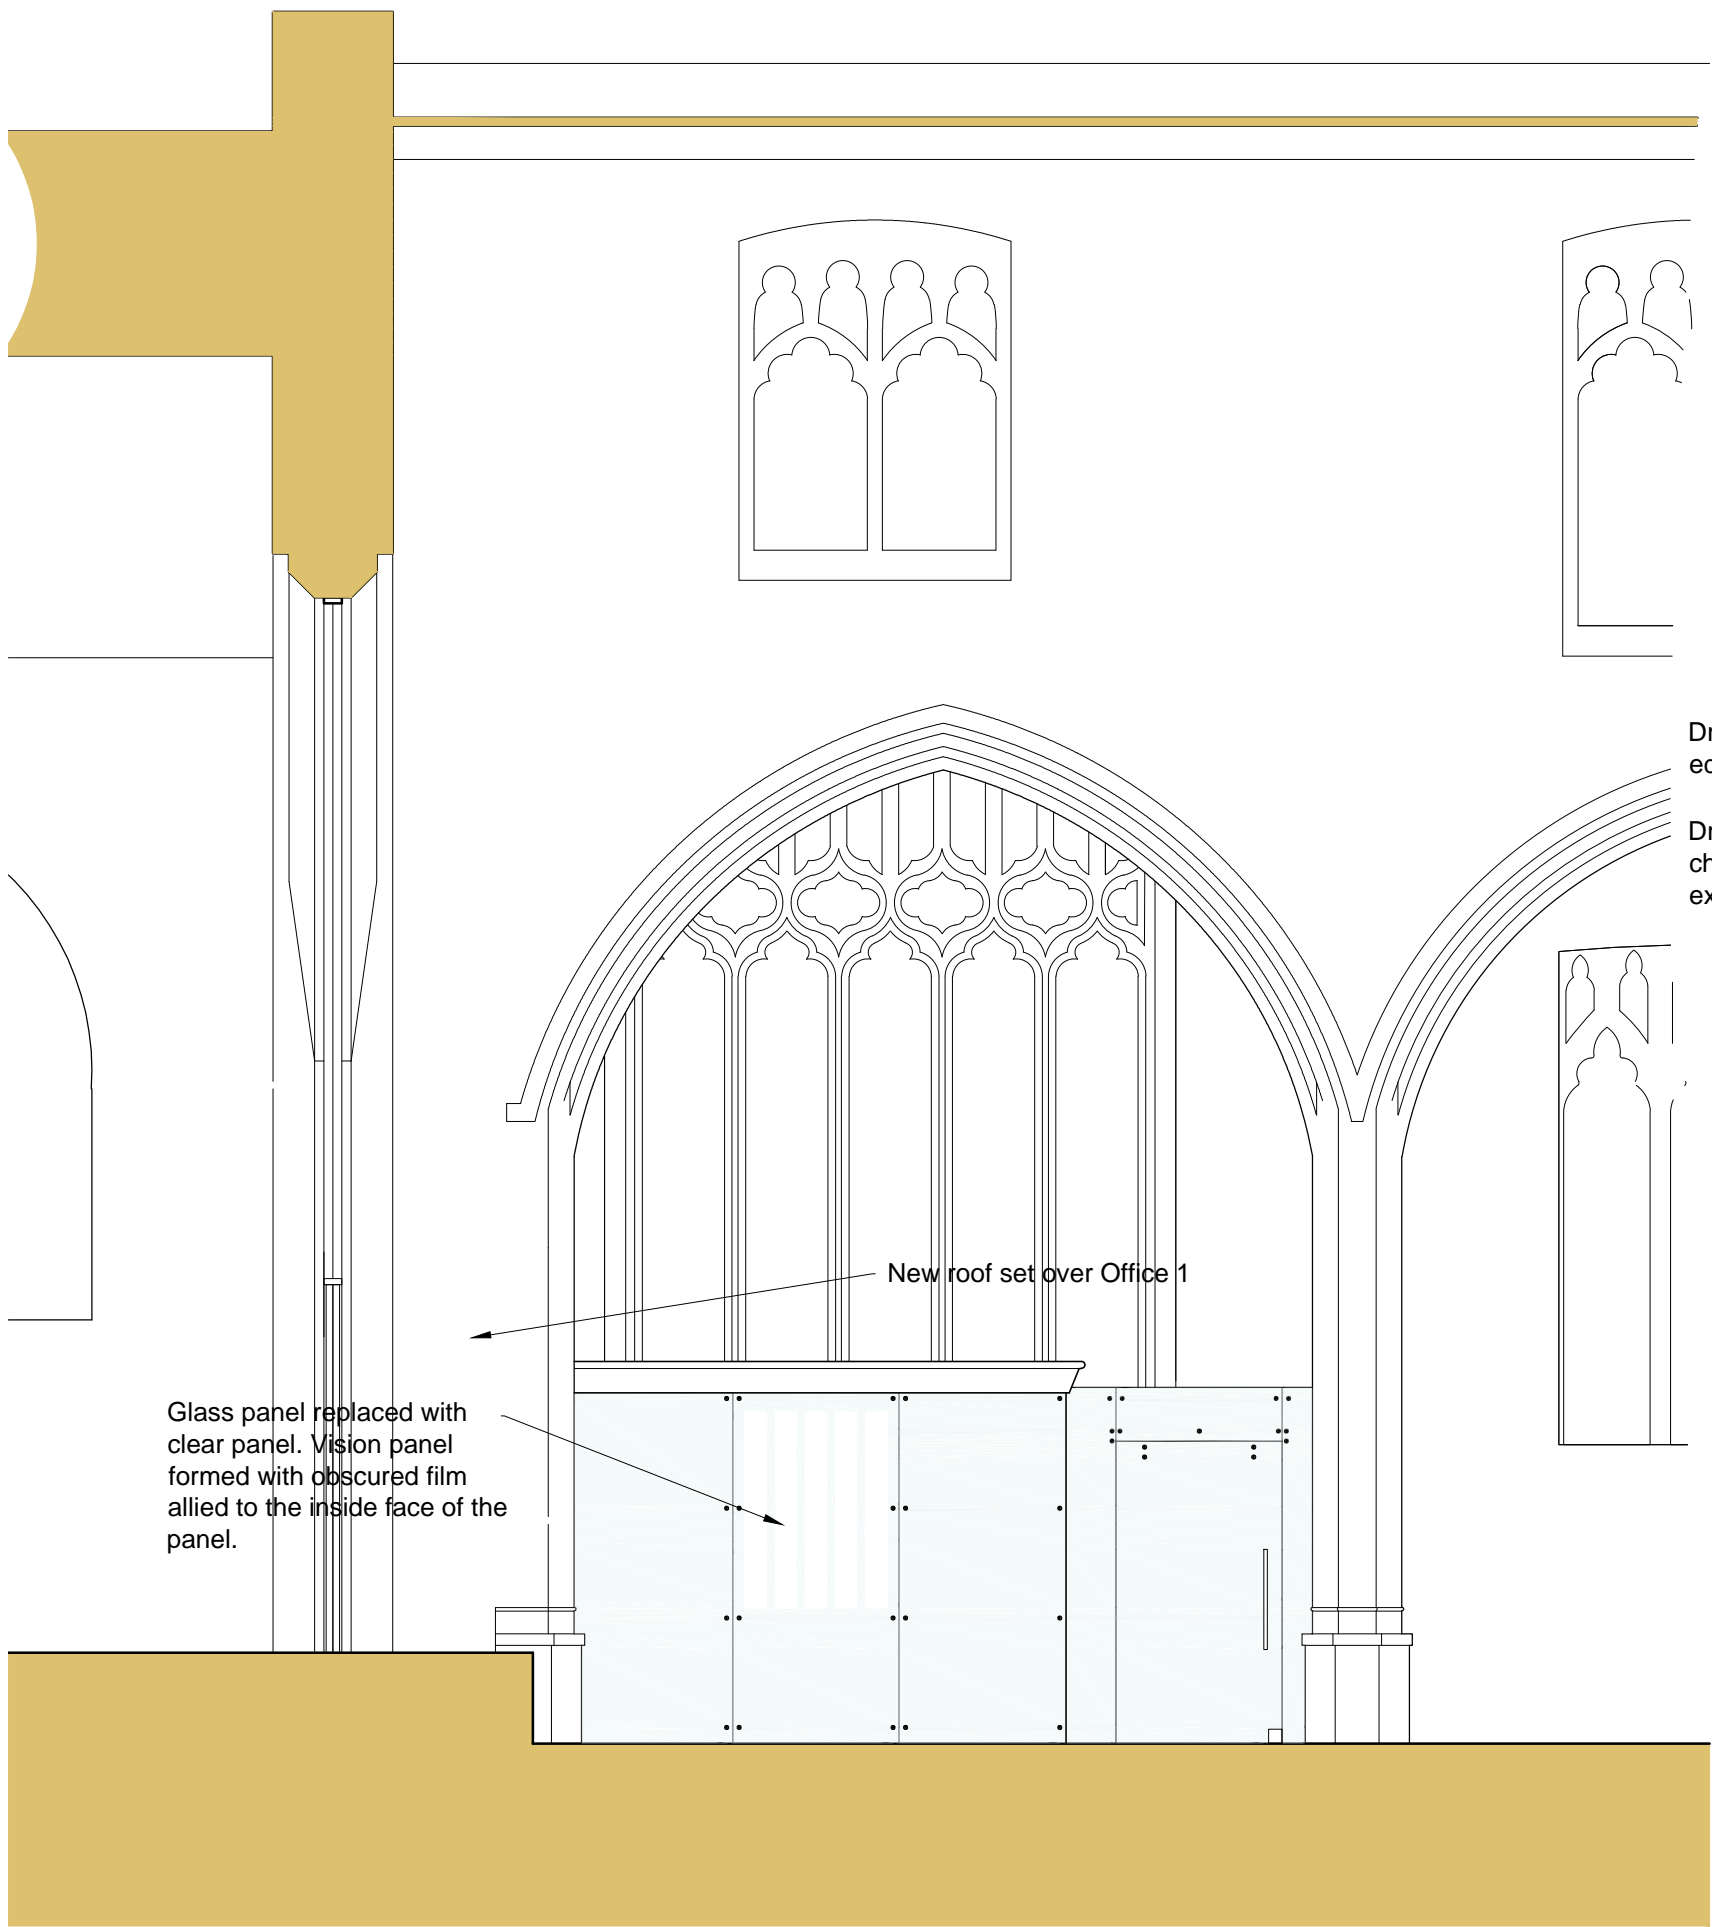 New roof set over Office 1
Glass panel replaced with
clear panel. Vision panel
formed with obscured film
allied to the inside face of the
panel.